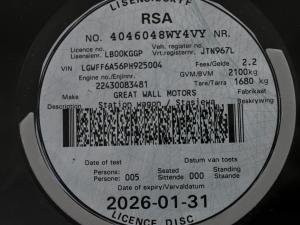 LISENSIESKYF
RSA
NO. 4046048WY4VY NR.
Licence no. Veh. register no
Lisensienr. LB00KGGP Vrt.registernr. JTN967L
VIN LGWFF6A56PH925004 Fees/Gelde 2.2
Engine no./Enjinnr. GVM/BVM 2100kg
22430083481 Tare/Tarra 1680 kg
Make GREAT WALL MOTORS Fabrikaat
Description Station wagon / Stasiewa Beskrywing
Date of test Datum van toets
Persons: Seated Standing
Persone: 005 Sittende 000 Staande
Date of expiry/Vervaldatum
2026-01-31
LICENCE DISC